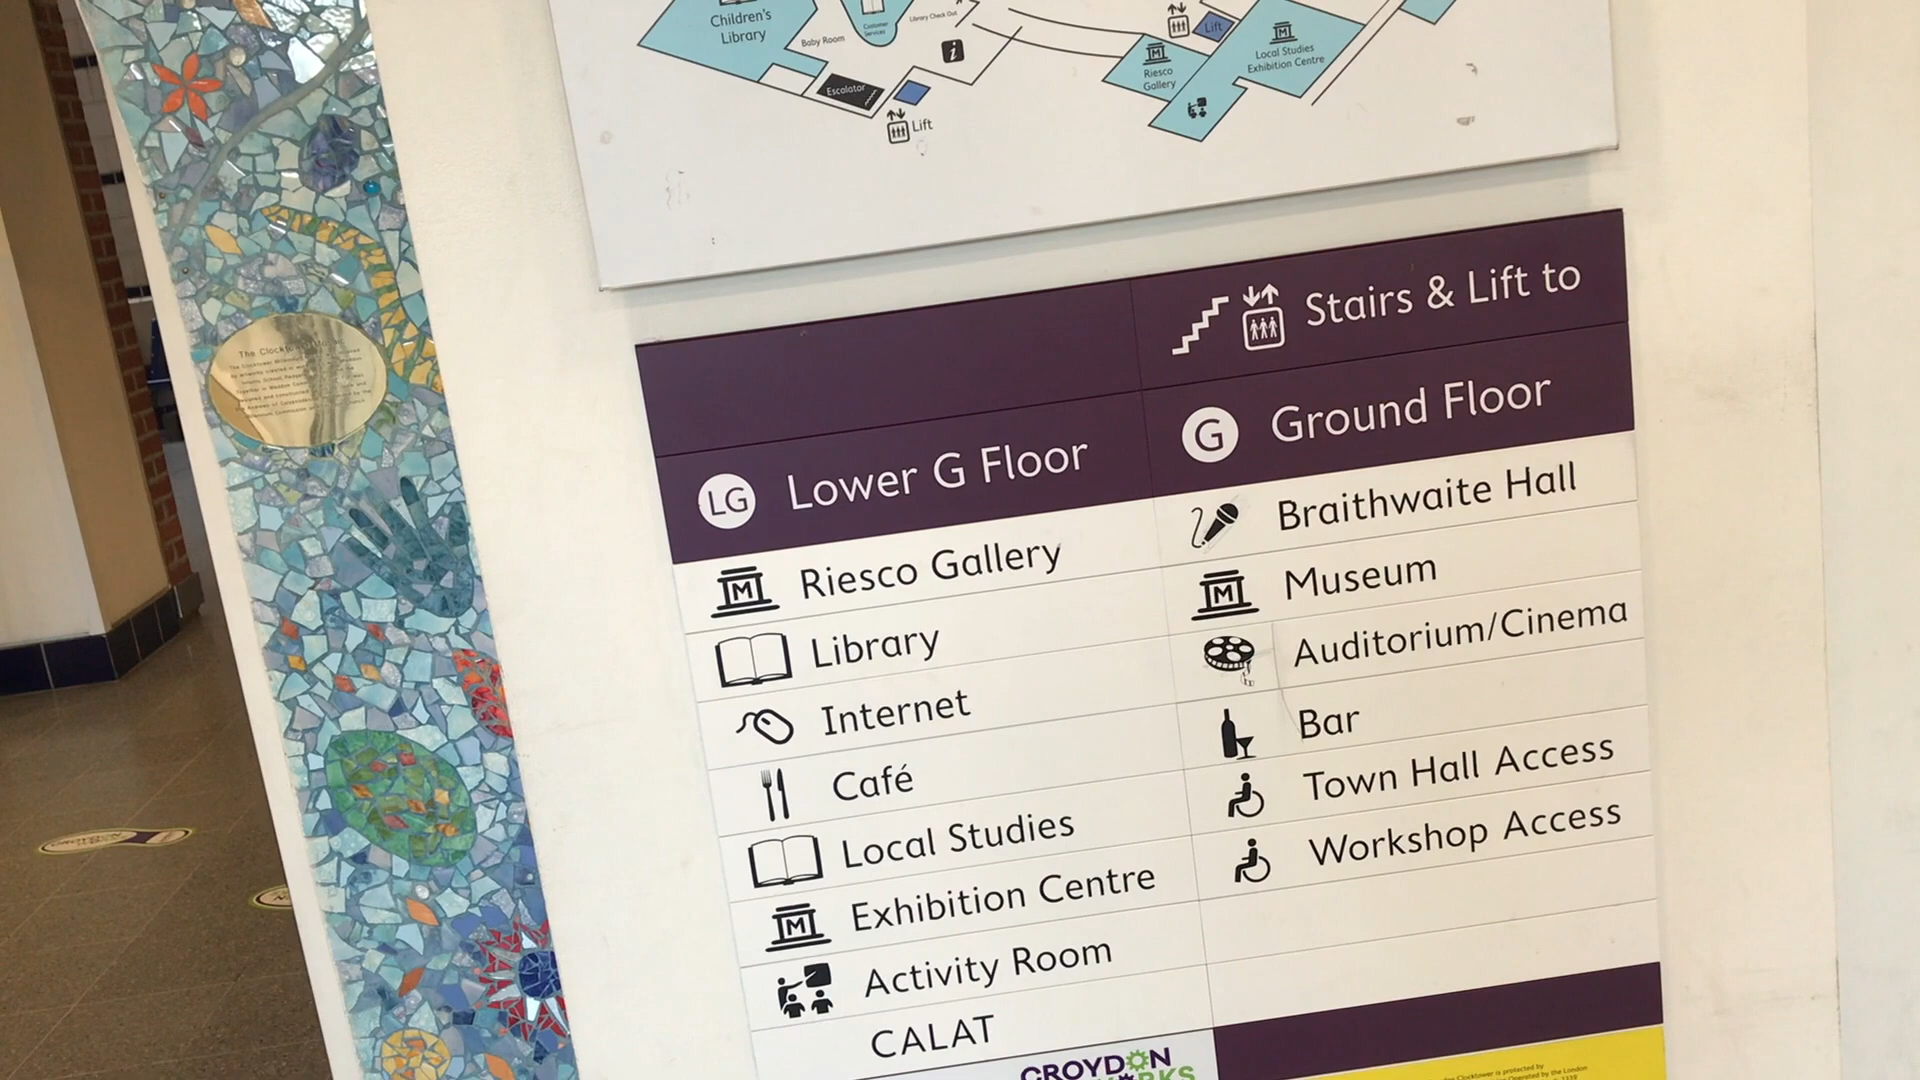 Children's
Library
Baby Room
Customer
Services
Library Check Out
i
Escalator
Lift
Lift
M
Riesco
Gallery
M
Local Studies
Exhibition Centre
Stairs & Lift to
LG Lower G Floor
G Ground Floor
M Riesco Gallery
Library
Internet
Café
Local Studies
M Exhibition Centre
Activity Room
CALAT
Braithwaite Hall
M Museum
Auditorium/Cinema
Bar
Town Hall Access
Workshop Access
CROYDON
The